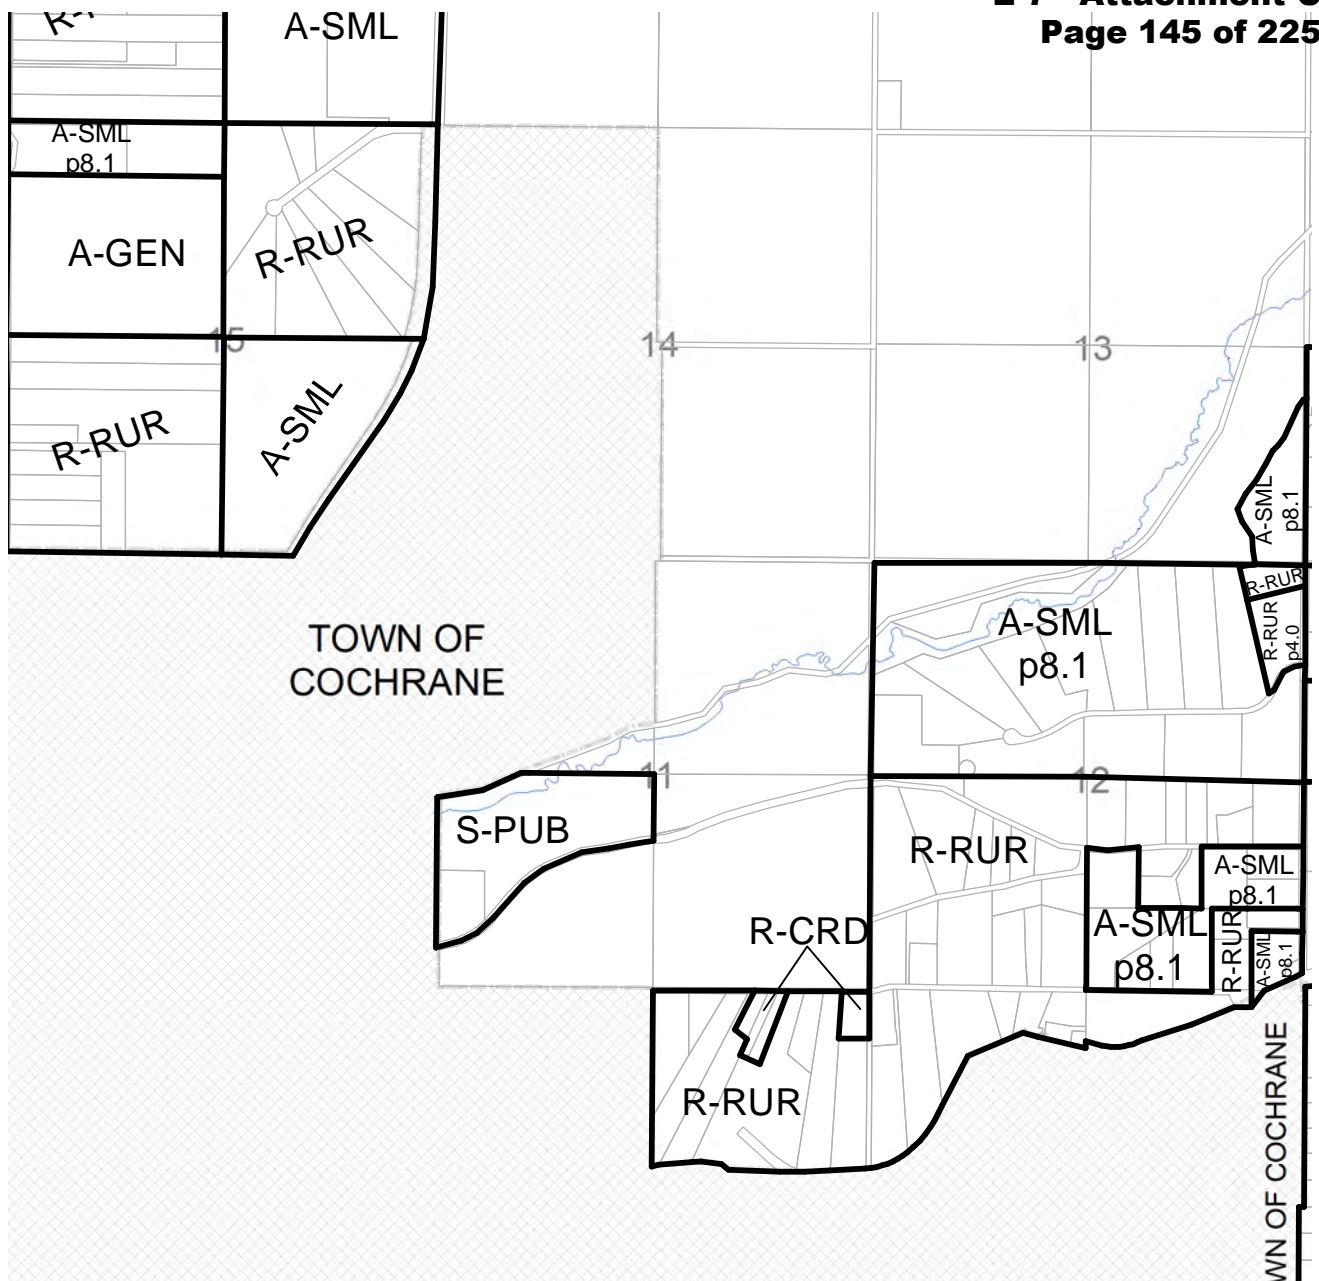 Page 145 of 225
A-SML
A-SML
p8.1
A-GEN
R-RUR
15
14
13
R-RUR
A-SML
A-SML
p8.1
R-RUR
R-RUR
p4.0
TOWN OF
COCHRANE
A-SML
p8.1
11
12
S-PUB
R-RUR
A-SML
p8.1
R-CRD
A-SML
p8.1
R-RUR
A-SML
p8.1
R-RUR
WN OF COCHRANE